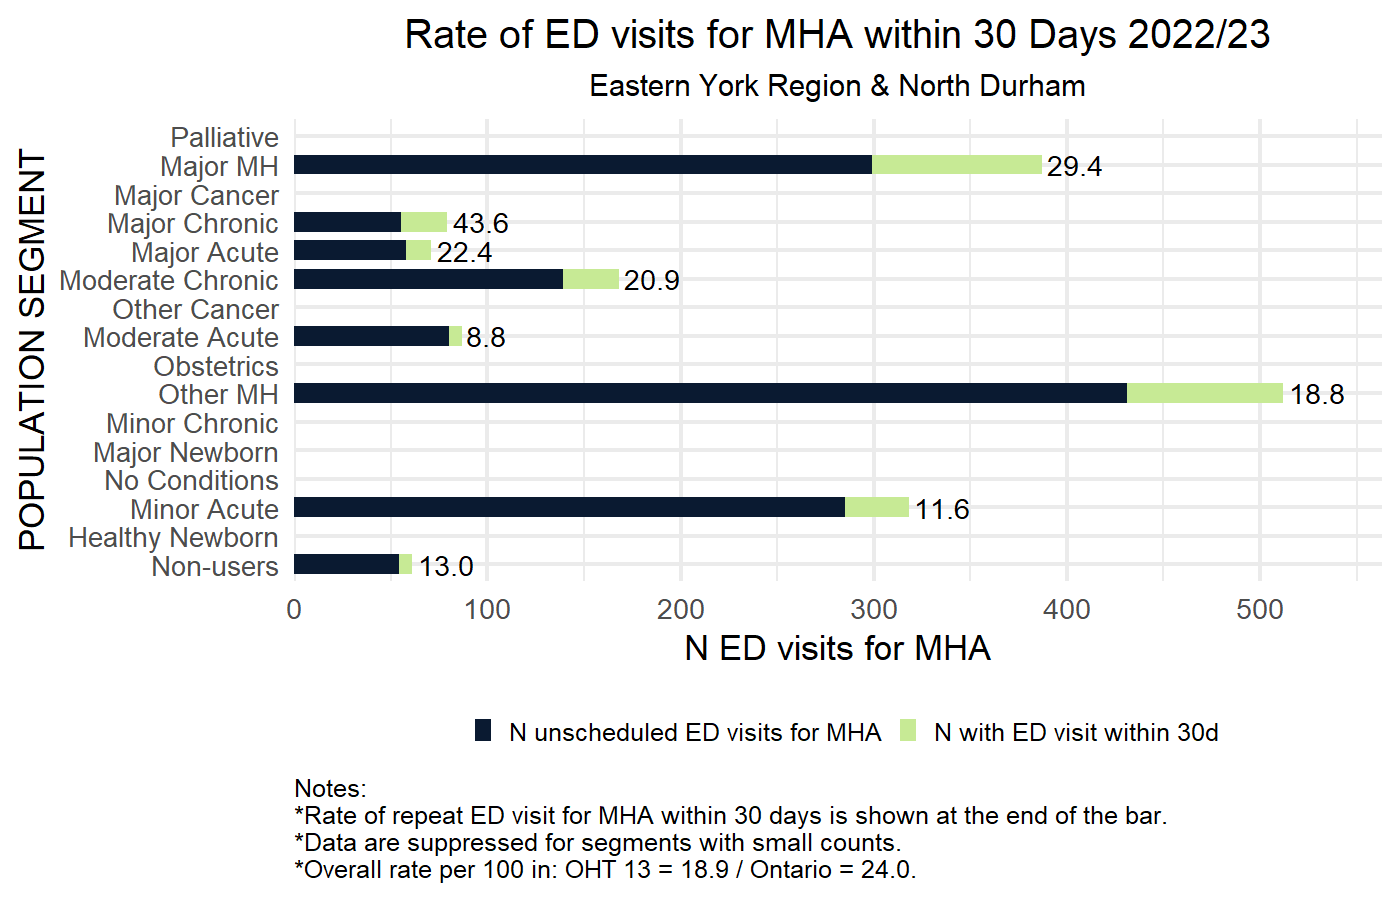 Rate of ED visits for MHA within 30 Days 2022/23
Eastern York Region & North Durham
POPULATION SEGMENT
Palliative
Major MH 29.4
Major Cancer
Major Chronic 43.6
Major Acute 22.4
Moderate Chronic 20.9
Other Cancer
Moderate Acute 8.8
Obstetrics
Other MH 18.8
Minor Chronic
Major Newborn
No Conditions
Minor Acute 11.6
Healthy Newborn
Non-users 13.0
0 100 200 300 400 500
N ED visits for MHA
N unscheduled ED visits for MHA N with ED visit within 30d
Notes:
*Rate of repeat ED visit for MHA within 30 days is shown at the end of the bar.
*Data are suppressed for segments with small counts.
*Overall rate per 100 in: OHT 13 = 18.9 / Ontario = 24.0.